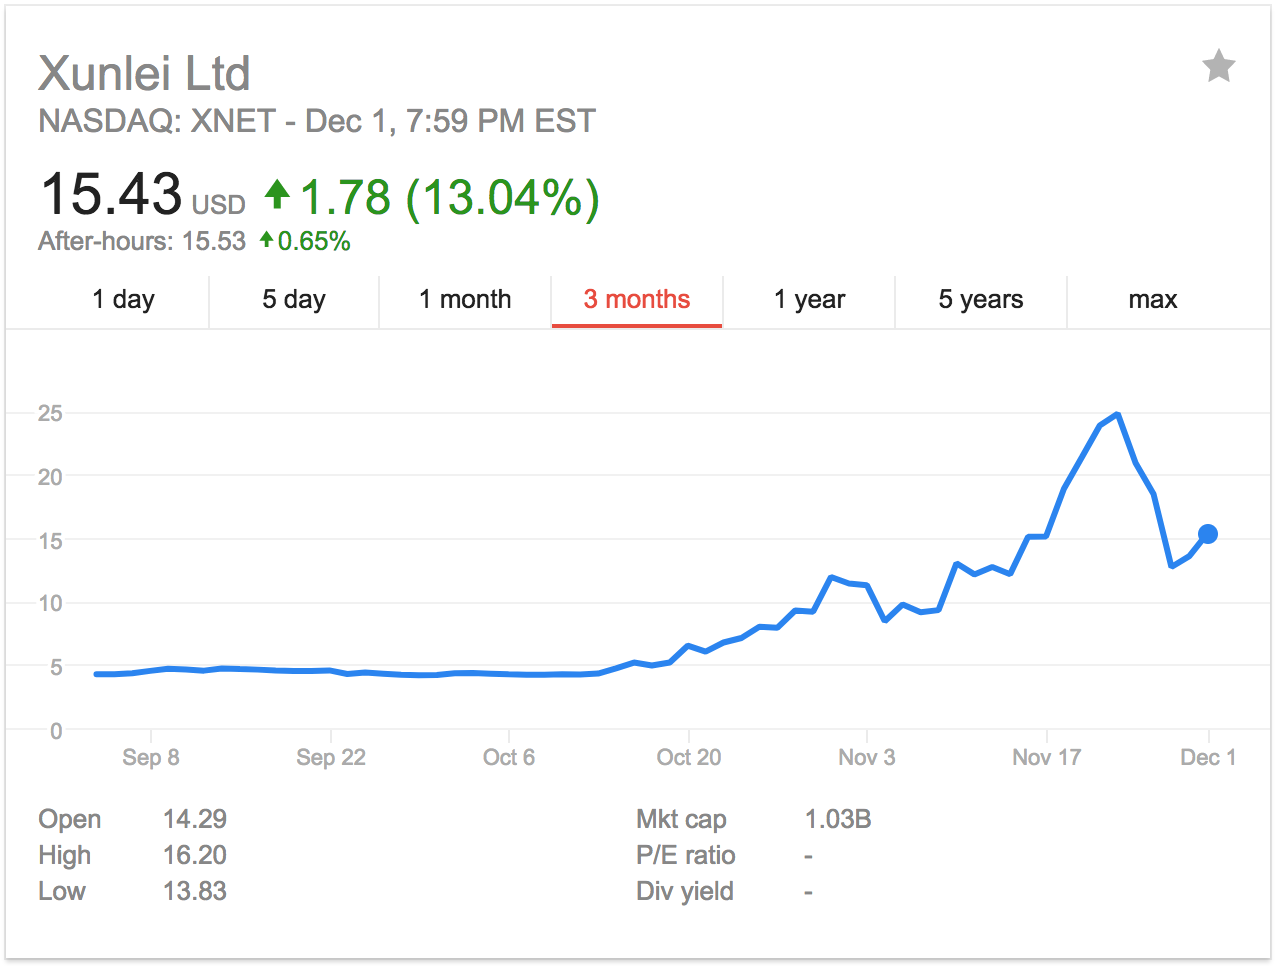 Xunlei Ltd
NASDAQ: XNET - Dec 1, 7:59 PM EST
15.43 USD 1.78 (13.04%)
After-hours: 15.53 0.65%
1 day 5 day 1 month 3 months 1 year 5 years max
25
20
15
10
5
0
Sep 8 Sep 22 Oct 6 Oct 20 Nov 3 Nov 17 Dec 1
Open 14.29 Mkt cap 1.03B
High 16.20 P/E ratio -
Low 13.83 Div yield -